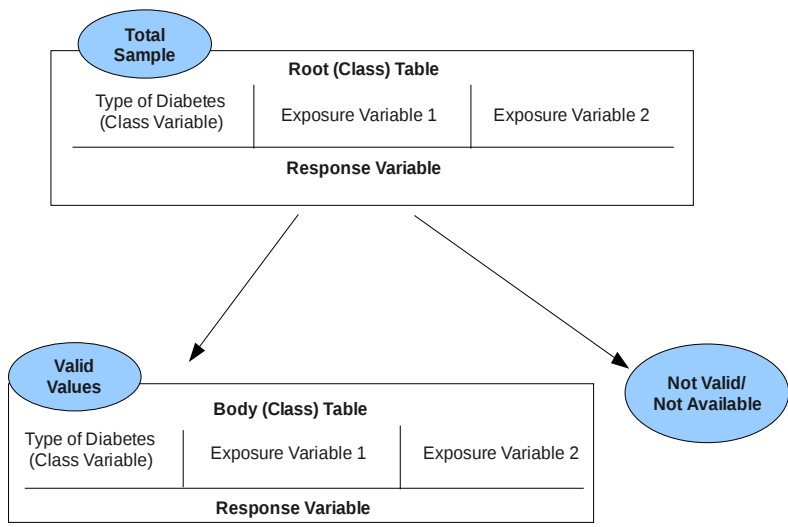 Total
Sample
Root (Class) Table
Type of Diabetes
(Class Variable)
Exposure Variable 1
Exposure Variable 2
Response Variable
Valid
Values
Body (Class) Table
Type of Diabetes
(Class Variable)
Exposure Variable 1
Exposure Variable 2
Response Variable
Not Valid/
Not Available